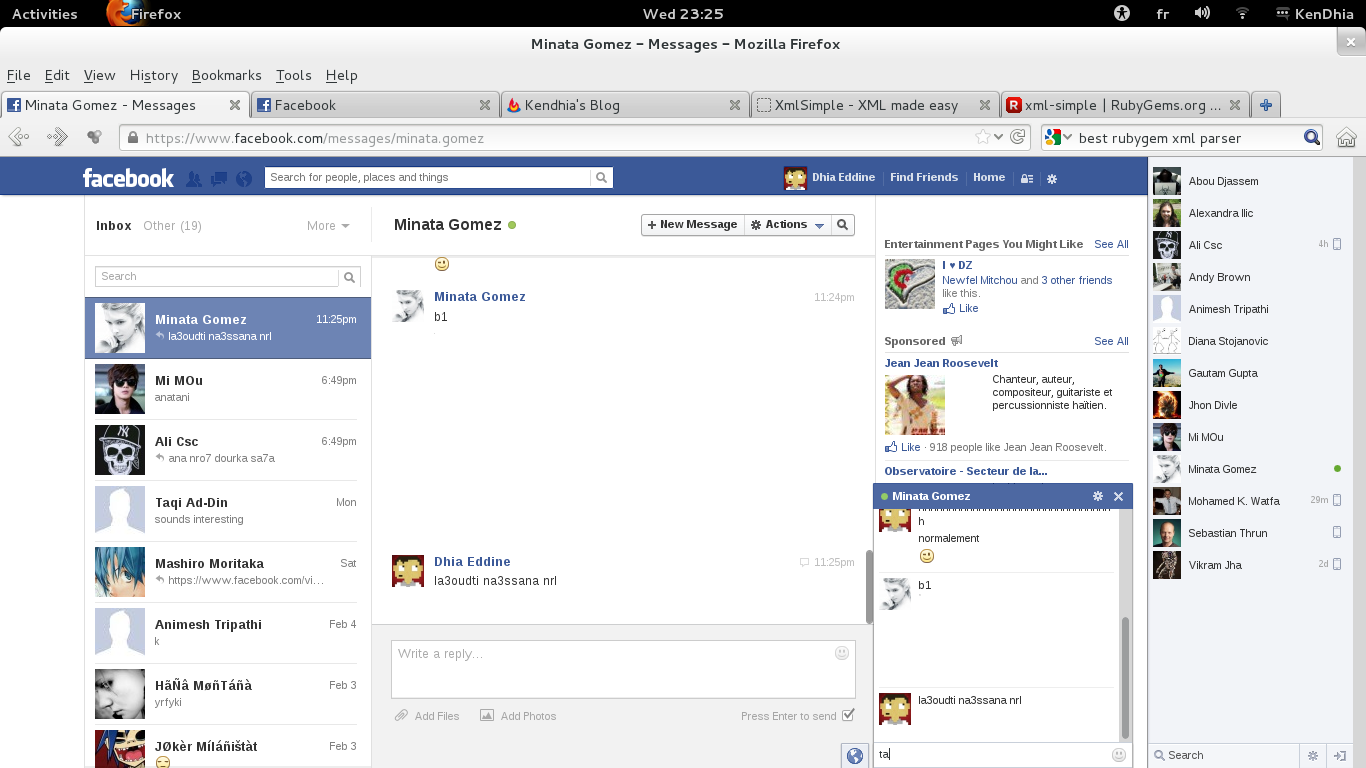 Activities Firefox Wed 23:25 fr KenDhia
Minata Gomez - Messages - Mozilla Firefox
File Edit View History Bookmarks Tools Help
Minata Gomez - Messages Facebook Kendhia's Blog XmlSimple - XML made easy xml-simple | RubyGems.org ...
https://www.facebook.com/messages/minata.gomez best rubygem xml parser
facebook Search for people, places and things Dhia Eddine Find Friends Home
Inbox Other (19) More
Search
Minata Gomez 11:25pm
la3oudti na3ssana nrl
Mi MOu 6:49pm
anatani
Ali Csc 6:49pm
ana nro7 dourka sa7a
Taqi Ad-Din Mon
sounds interesting
Mashiro Moritaka Sat
https://www.facebook.com/vi...
Animesh Tripathi Feb 4
k
HãÑâ MøñTáñà Feb 3
yrfyki
JØkèr Míláñištàt Feb 3
Minata Gomez New Message Actions
Minata Gomez 11:24pm
b1
Dhia Eddine 11:25pm
la3oudti na3ssana nrl
Write a reply...
Add Files Add Photos Press Enter to send
Entertainment Pages You Might Like See All
I ♥ DZ
Newfel Mitchou and 3 other friends
like this.
Like
Sponsored See All
Jean Jean Roosevelt
Chanteur, auteur,
compositeur, guitariste et
percussionniste haïtien.
Like · 918 people like Jean Jean Roosevelt.
Observatoire - Secteur de la...
Minata Gomez
h
normalement
b1
la3oudti na3ssana nrl
ta
Abou Djassem
Alexandra Ilic
Ali Csc 4h
Andy Brown
Animesh Tripathi
Diana Stojanovic
Gautam Gupta
Jhon Divle
Mi MOu
Minata Gomez
Mohamed K. Watfa 29m
Sebastian Thrun
Vikram Jha 2d
Search